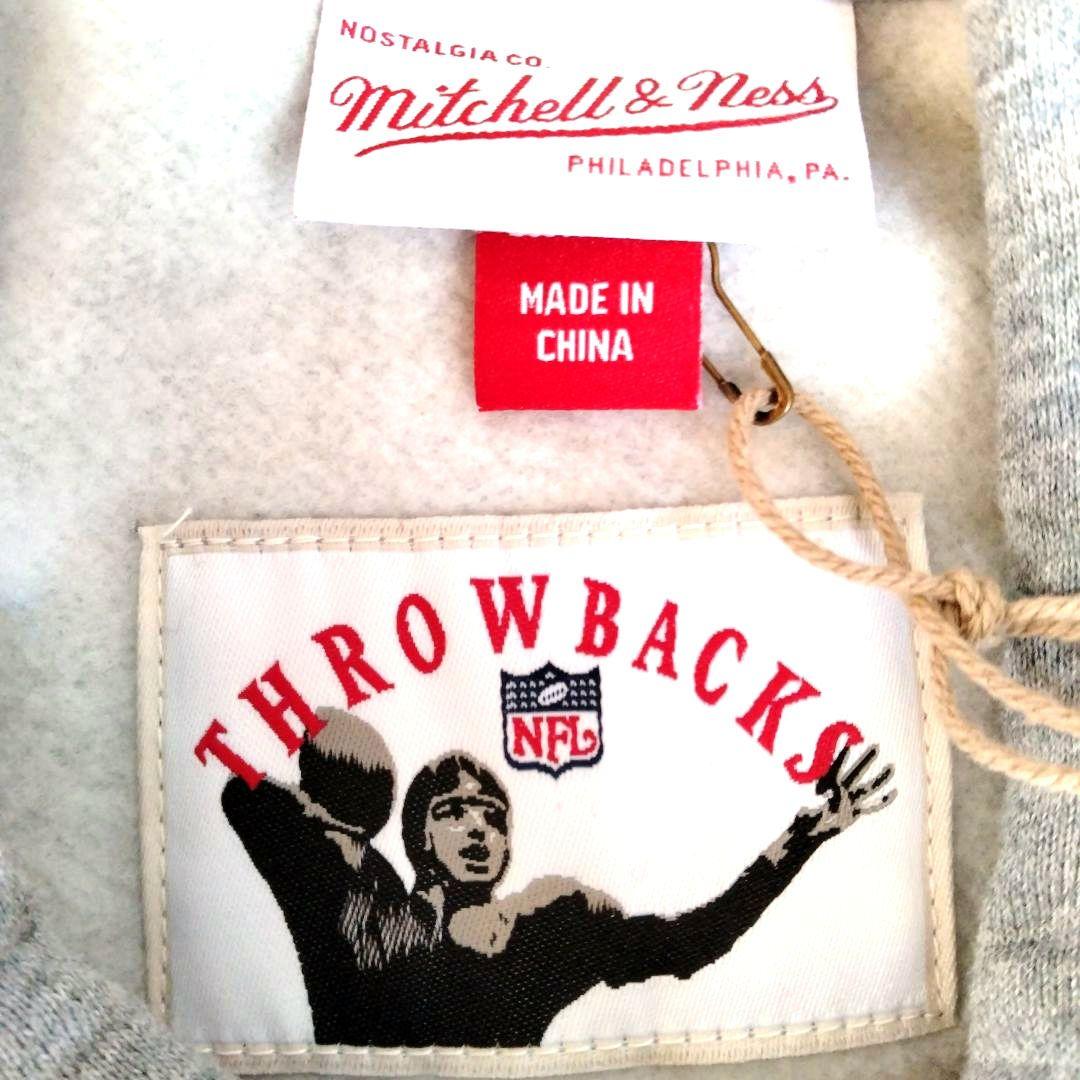 NOSTALGIA CO.
Mitchell & Ness
PHILADELPHIA, PA.
MADE IN
CHINA
THROWBACKS
NFL